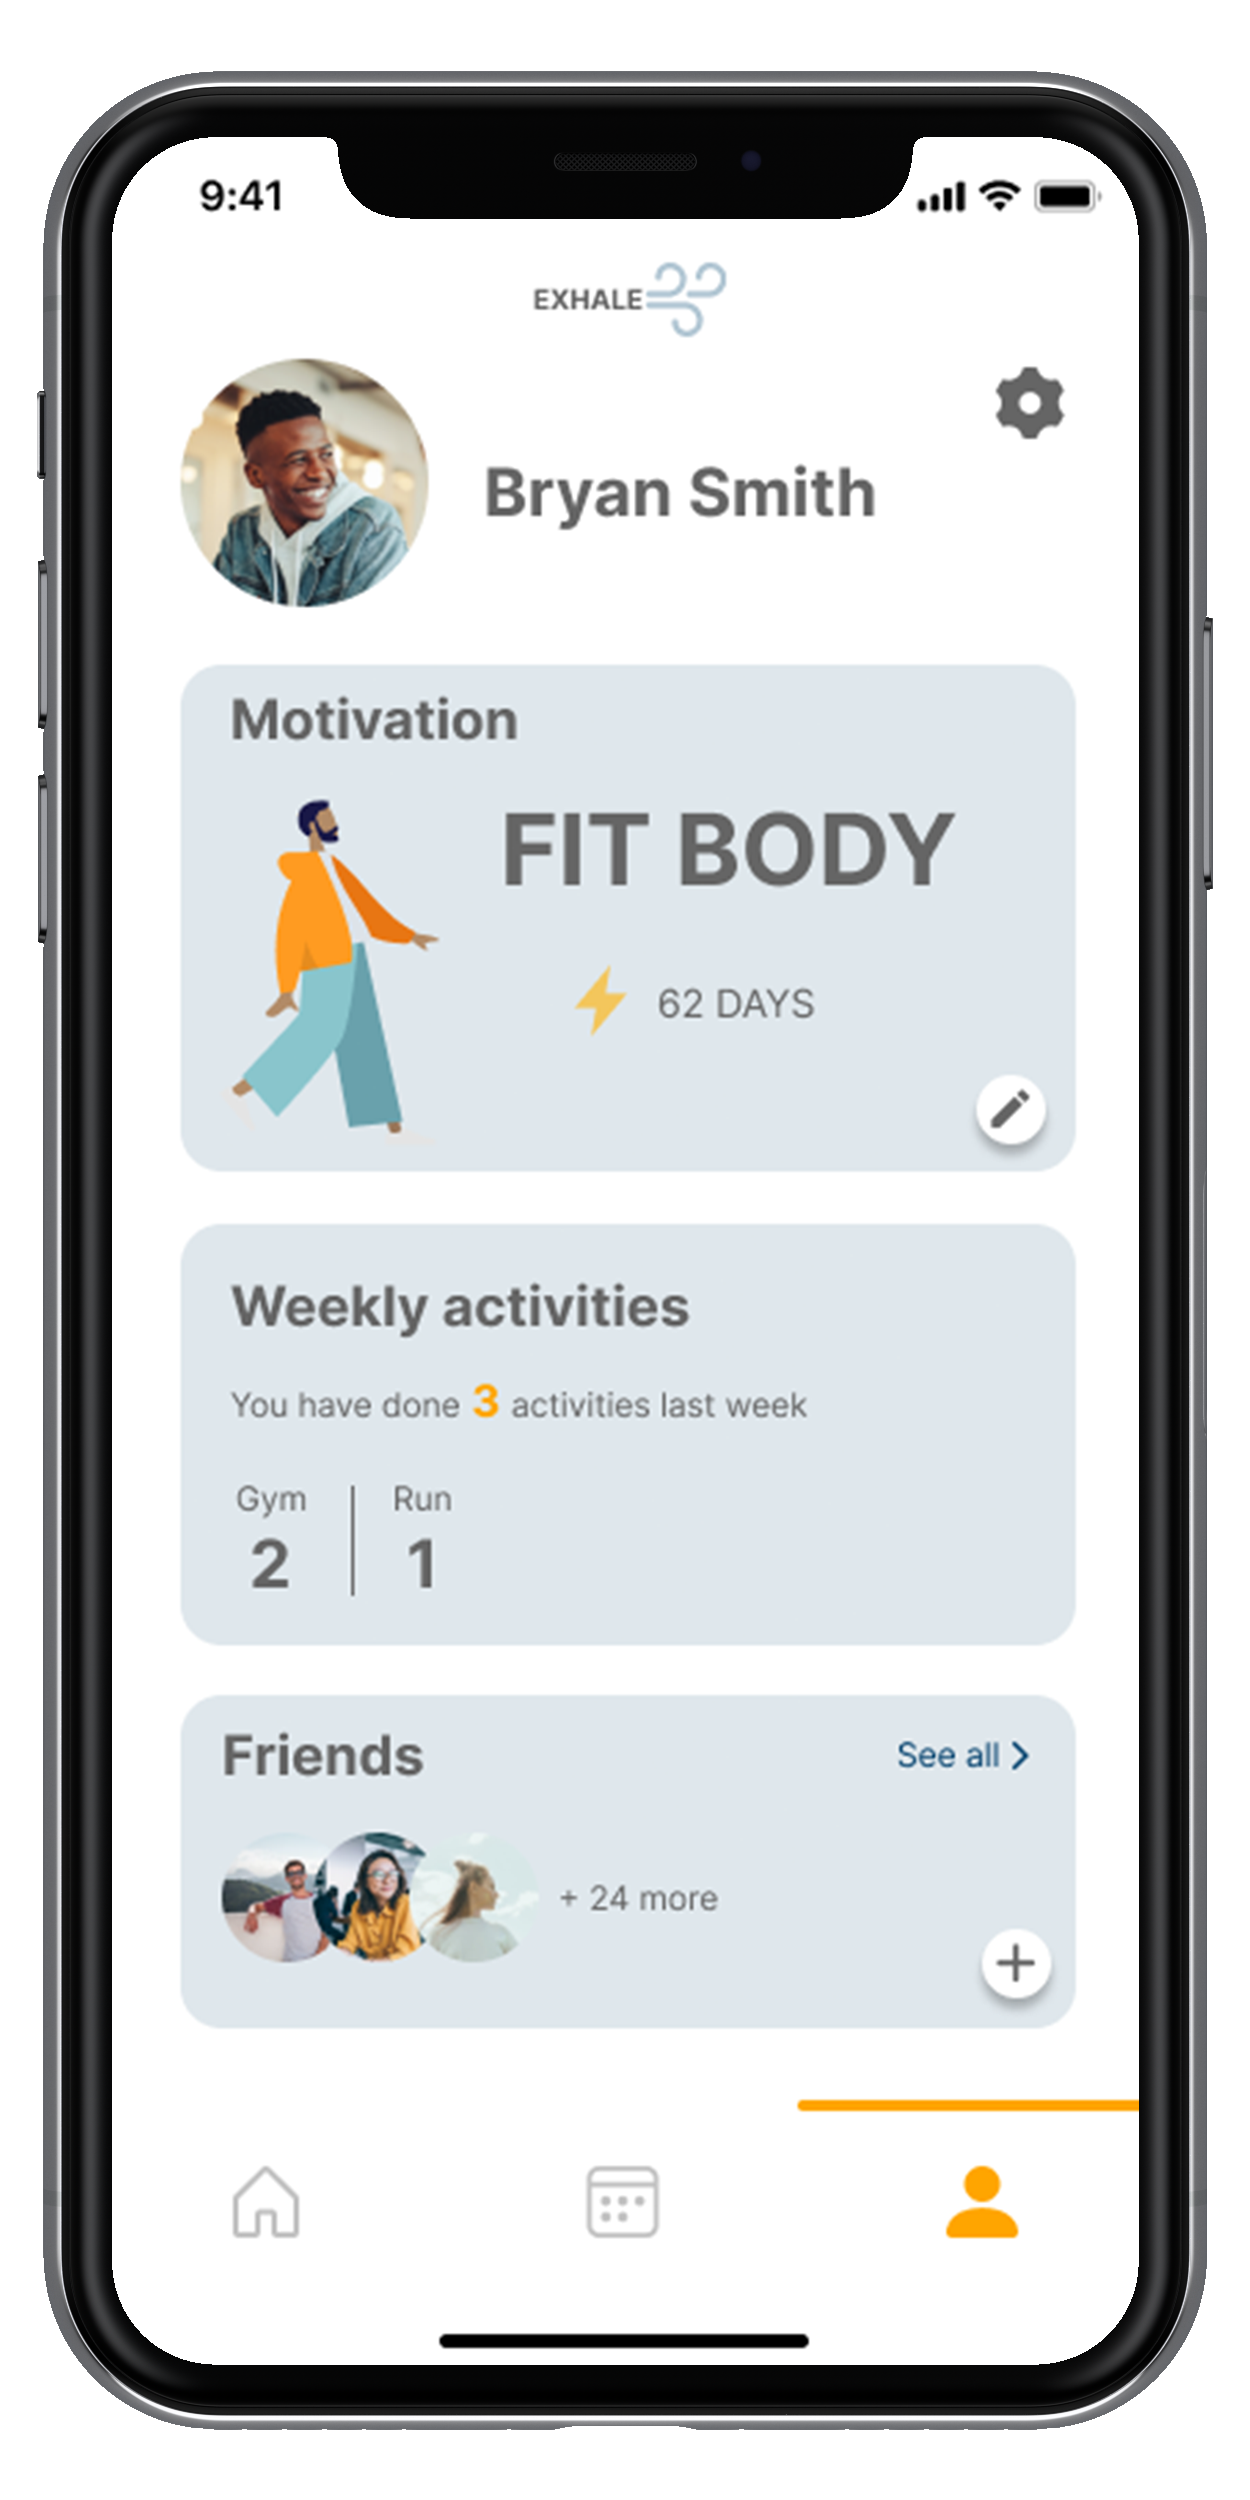 9:41
EXHALE
Bryan Smith
Motivation
FIT BODY
62 DAYS
Weekly activities
You have done 3 activities last week
Gym Run
2 1
Friends See all
+ 24 more